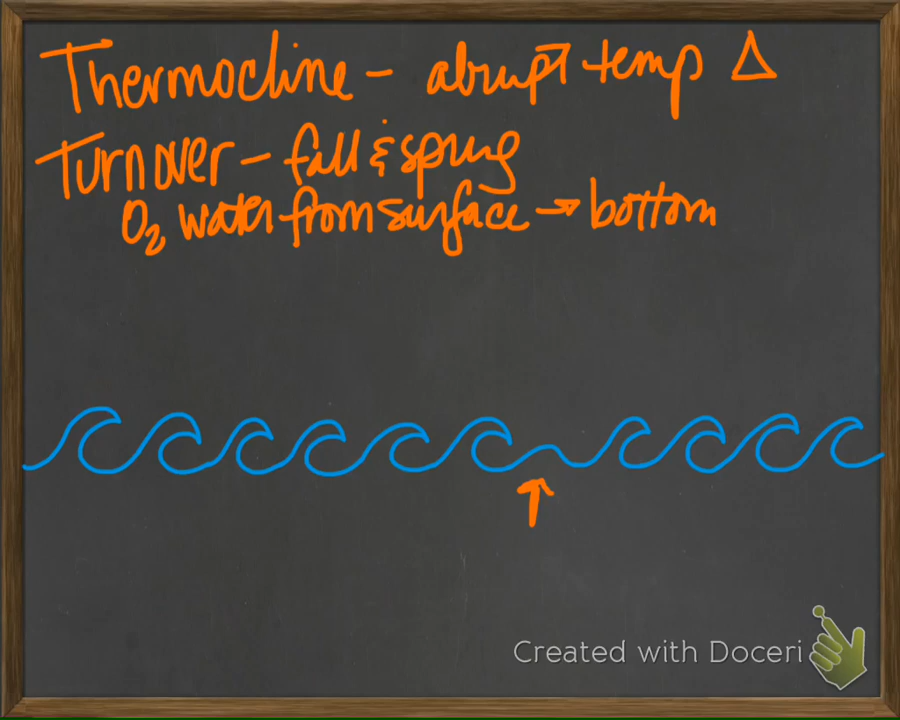 Thermocline - abrupt temp Δ
Turnover - fall & spring
O₂ water from surface → bottom
Created with Doceri